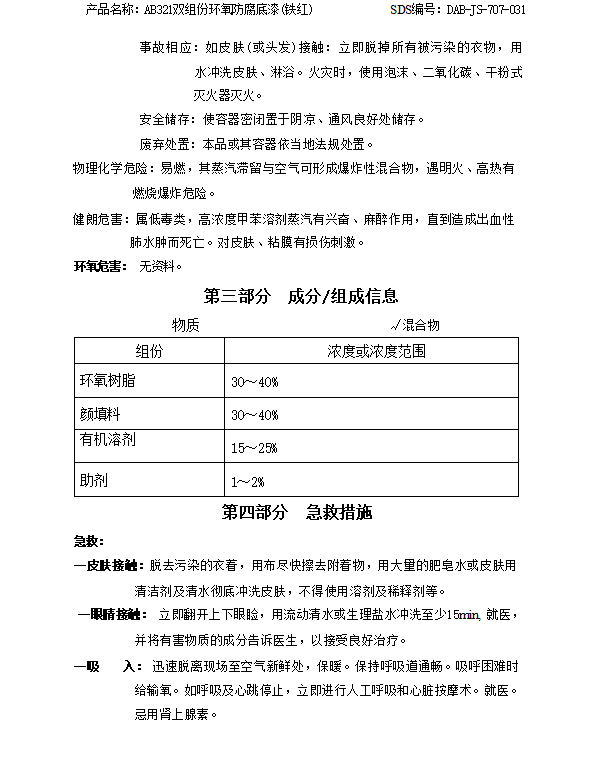 产品名称：AB321双组份环氧防腐底漆(铁红) SDS编号：DAB-JS-707-031
事故相应：如皮肤(或头发)接触：立即脱掉所有被污染的衣物，用
水冲洗皮肤、淋浴。火灾时，使用泡沫、二氧化碳、干粉式
灭火器灭火。
安全储存：使容器密闭置于阴凉、通风良好处储存。
废弃处置：本品或其容器依当地法规处置。
物理化学危险：易燃，其蒸汽滞留与空气可形成爆炸性混合物，遇明火、高热有
燃烧爆炸危险。
健朗危害：属低毒类，高浓度甲苯溶剂蒸汽有兴奋、麻醉作用，直到造成出血性
肺水肿而死亡。对皮肤、粘膜有损伤刺激。
环氧危害： 无资料。
第三部分 成分/组成信息
物质 √混合物
组份 浓度或浓度范围
环氧树脂 30～40%
颜填料 30～40%
有机溶剂 15～25%
助剂 1～2%
第四部分 急救措施
急救：
—皮肤接触：脱去污染的衣着，用布尽快擦去附着物，用大量的肥皂水或皮肤用
清洁剂及清水彻底冲洗皮肤，不得使用溶剂及稀释剂等。
—眼睛接触： 立即翻开上下眼睑，用流动清水或生理盐水冲洗至少15min, 就医，
并将有害物质的成分告诉医生，以接受良好治疗。
—吸 入： 迅速脱离现场至空气新鲜处，保暖。保持呼吸道通畅。吸呼困难时
给输氧。如呼吸及心跳停止，立即进行人工呼吸和心脏按摩术。就医。
忌用肾上腺素。